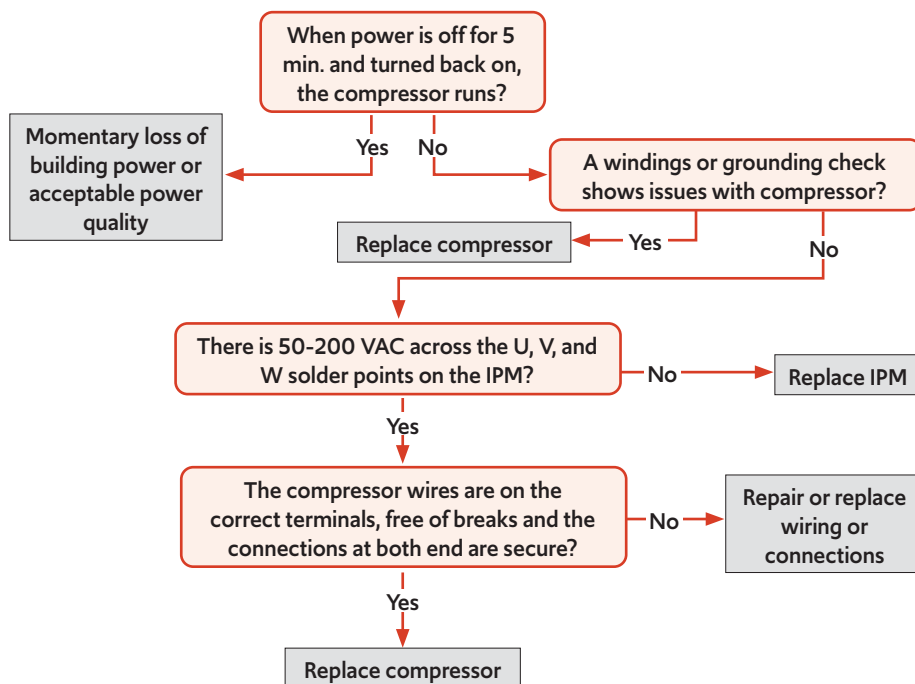 When power is off for 5
min. and turned back on,
the compressor runs?
Yes
No
Momentary loss of
building power or
acceptable power
quality
A windings or grounding check
shows issues with compressor?
Replace compressor
Yes
No
There is 50-200 VAC across the U, V, and
W solder points on the IPM?
No
Replace IPM
Yes
The compressor wires are on the
correct terminals, free of breaks and the
connections at both end are secure?
No
Repair or replace
wiring or
connections
Yes
Replace compressor